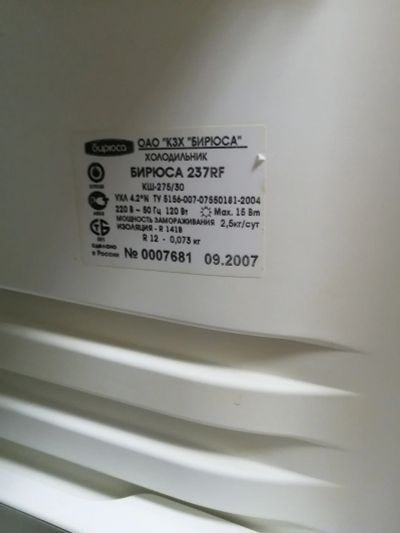 бирюса ОАО "КЗХ "БИРЮСА"
ХОЛОДИЛЬНИК
БИРЮСА 237RF
КШ-275/30
УХЛ 4.2*N ТУ 5156-007-07550181-2004
220 В - 50 Гц 120 Вт Max. 15 Вт
МОЩНОСТЬ ЗАМОРАЖИВАНИЯ 2,5кг/сут
ИЗОЛЯЦИЯ - R 141B
R 12 - 0,073 кг
СДЕЛАНО
в России
№ 0007681 09.2007